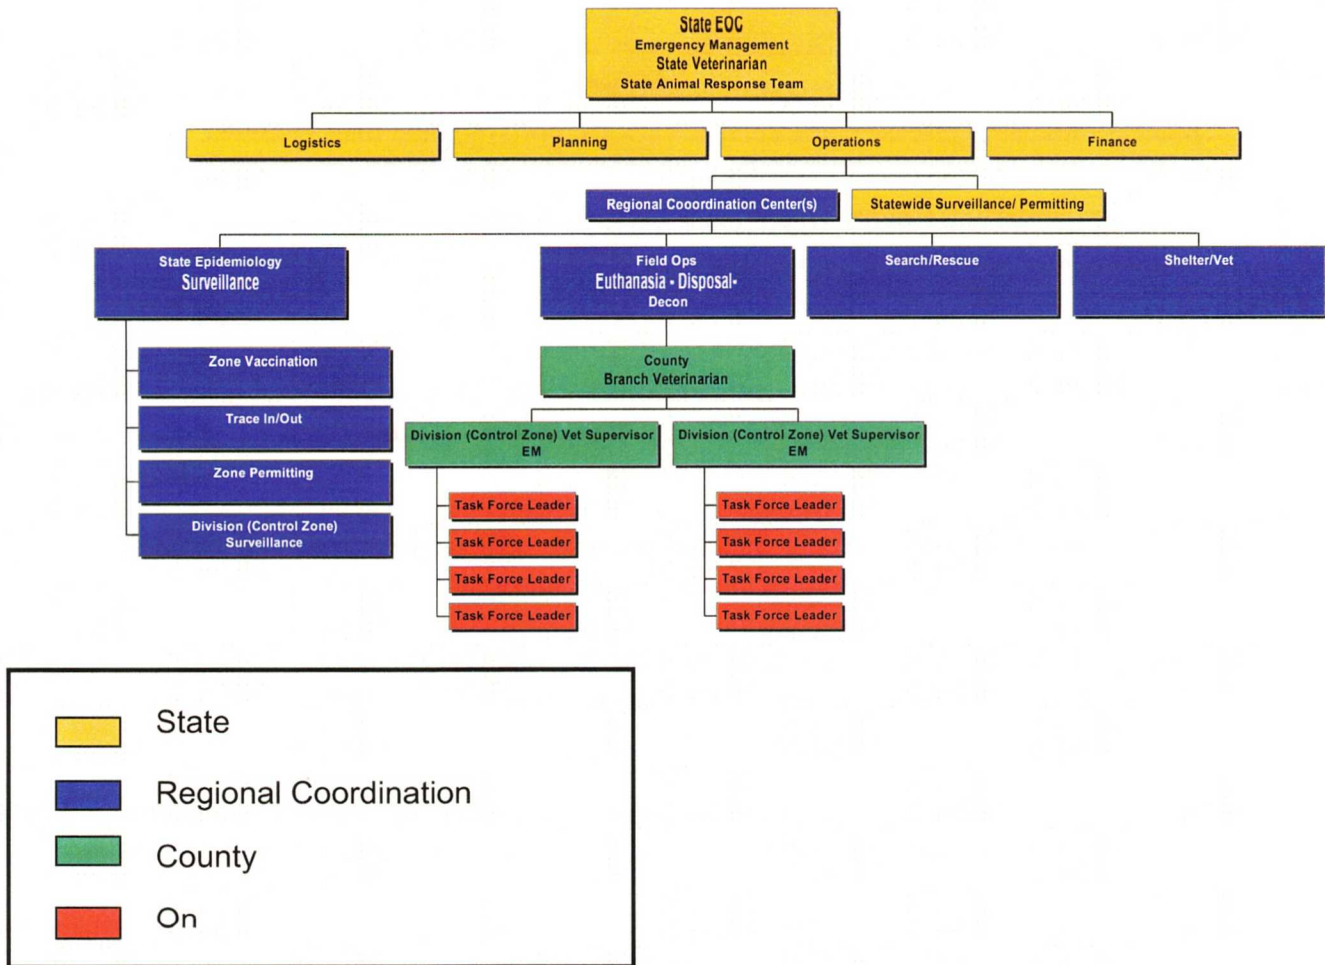 State EOC
Emergency Management
State Veterinarian
State Animal Response Team
Logistics
Planning
Operations
Finance
Regional Cooordination Center(s)
Statewide Surveillance/ Permitting
State Epidemiology
Surveillance
Field Ops
Euthanasia - Disposal-
Decon
Search/Rescue
Shelter/Vet
Zone Vaccination
Trace In/Out
Zone Permitting
Division (Control Zone)
Surveillance
County
Branch Veterinarian
Division (Control Zone) Vet Supervisor
EM
Task Force Leader
Task Force Leader
Task Force Leader
Task Force Leader
Division (Control Zone) Vet Supervisor
EM
Task Force Leader
Task Force Leader
Task Force Leader
Task Force Leader
State
Regional Coordination
County
On